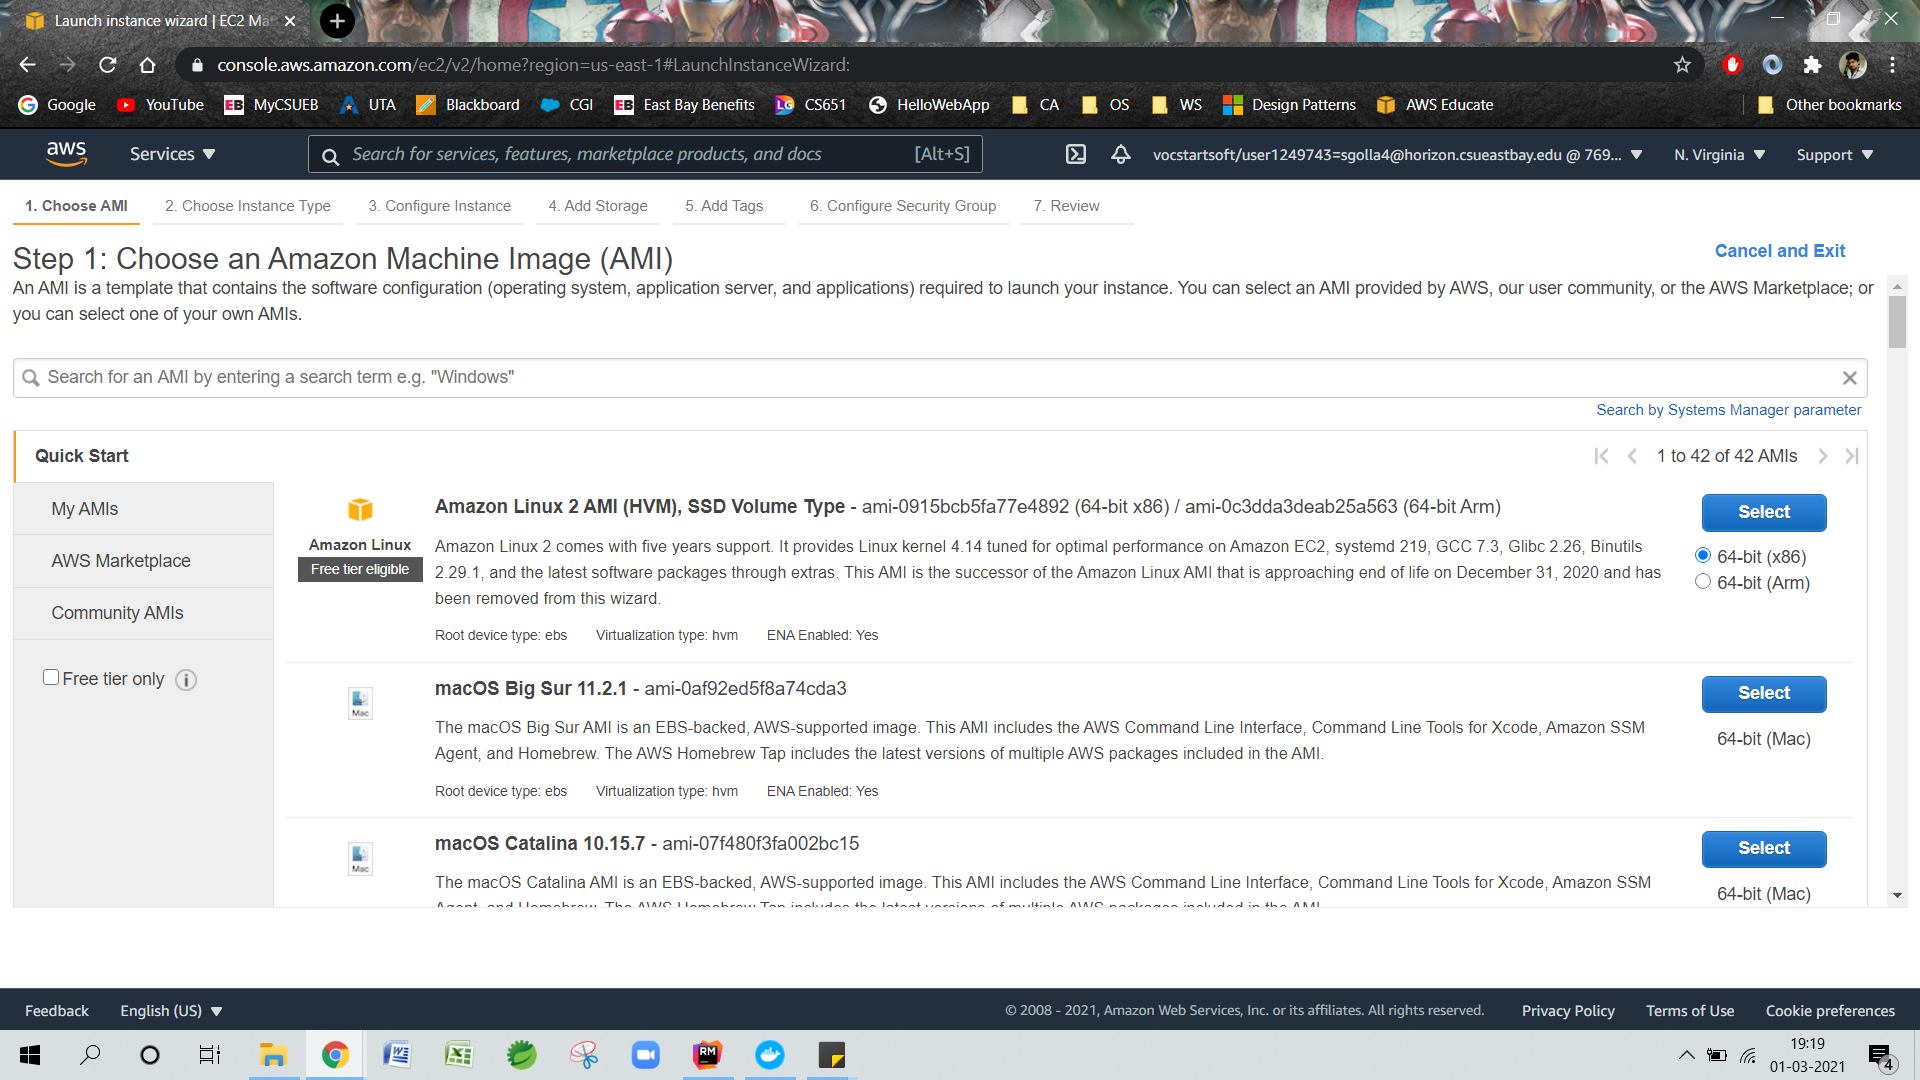 Launch instance wizard | EC2 Ma
console.aws.amazon.com/ec2/v2/home?region=us-east-1#LaunchInstanceWizard:
Google YouTube MyCSUEB UTA Blackboard CGI East Bay Benefits CS651 HelloWebApp CA OS WS Design Patterns AWS Educate Other bookmarks
aws Services Search for services, features, marketplace products, and docs [Alt+S] vocstartsoft/user1249743=sgolla4@horizon.csueastbay.edu @ 769... N. Virginia Support
1. Choose AMI 2. Choose Instance Type 3. Configure Instance 4. Add Storage 5. Add Tags 6. Configure Security Group 7. Review
Step 1: Choose an Amazon Machine Image (AMI)
Cancel and Exit
An AMI is a template that contains the software configuration (operating system, application server, and applications) required to launch your instance. You can select an AMI provided by AWS, our user community, or the AWS Marketplace; or
you can select one of your own AMIs.
Search for an AMI by entering a search term e.g. "Windows"
Search by Systems Manager parameter
Quick Start
1 to 42 of 42 AMIs
My AMIs
AWS Marketplace
Community AMIs
Free tier only
Amazon Linux
Free tier eligible
Amazon Linux 2 AMI (HVM), SSD Volume Type - ami-0915bcb5fa77e4892 (64-bit x86) / ami-0c3dda3deab25a563 (64-bit Arm)
Amazon Linux 2 comes with five years support. It provides Linux kernel 4.14 tuned for optimal performance on Amazon EC2, systemd 219, GCC 7.3, Glibc 2.26, Binutils
2.29.1, and the latest software packages through extras. This AMI is the successor of the Amazon Linux AMI that is approaching end of life on December 31, 2020 and has
been removed from this wizard.
Root device type: ebs Virtualization type: hvm ENA Enabled: Yes
Select
64-bit (x86)
64-bit (Arm)
Mac
macOS Big Sur 11.2.1 - ami-0af92ed5f8a74cda3
The macOS Big Sur AMI is an EBS-backed, AWS-supported image. This AMI includes the AWS Command Line Interface, Command Line Tools for Xcode, Amazon SSM
Agent, and Homebrew. The AWS Homebrew Tap includes the latest versions of multiple AWS packages included in the AMI.
Root device type: ebs Virtualization type: hvm ENA Enabled: Yes
Select
64-bit (Mac)
Mac
macOS Catalina 10.15.7 - ami-07f480f3fa002bc15
The macOS Catalina AMI is an EBS-backed, AWS-supported image. This AMI includes the AWS Command Line Interface, Command Line Tools for Xcode, Amazon SSM
Agent, and Homebrew. The AWS Homebrew Tap includes the latest versions of multiple AWS packages included in the AMI.
Select
64-bit (Mac)
Feedback English (US) © 2008 - 2021, Amazon Web Services, Inc. or its affiliates. All rights reserved. Privacy Policy Terms of Use Cookie preferences
RM
19:19
01-03-2021
4